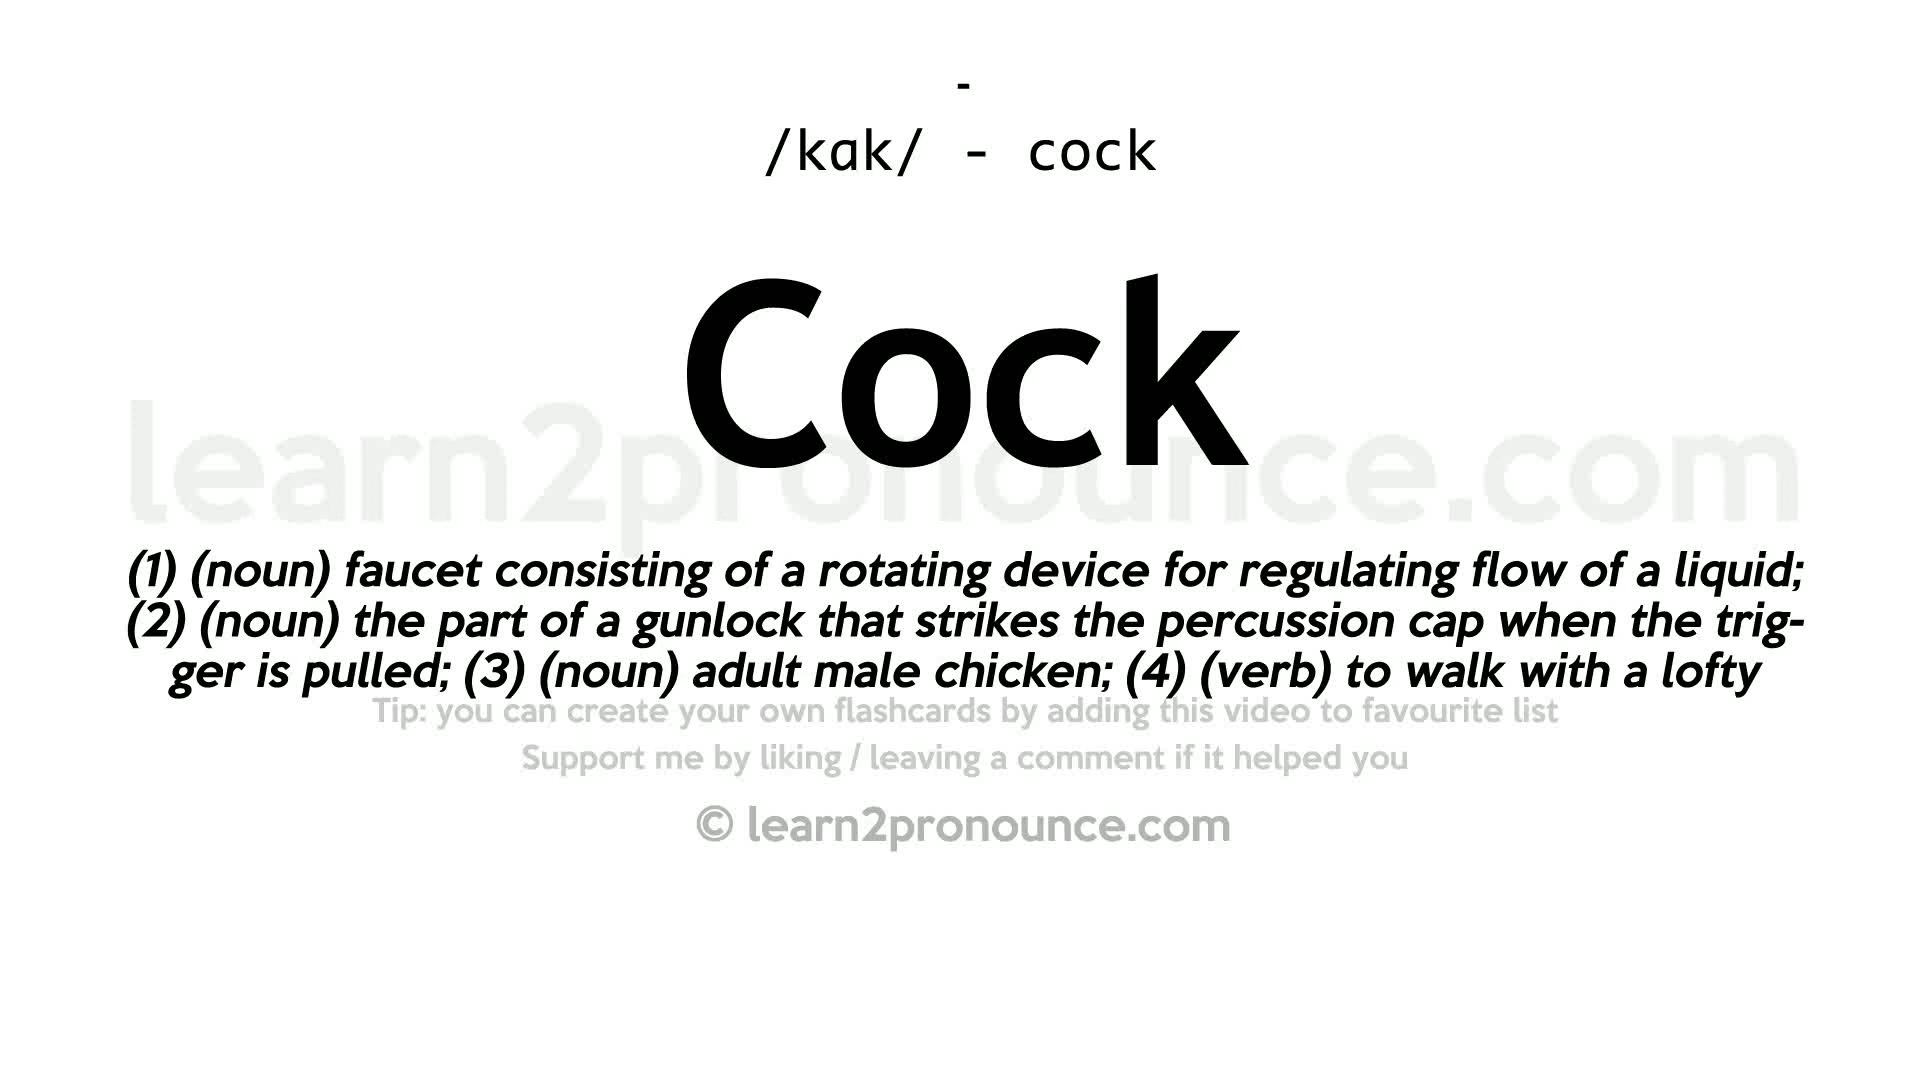 -
/kɑk/ - cock
Cock
learn2pronounce.com
(1) (noun) faucet consisting of a rotating device for regulating flow of a liquid;
(2) (noun) the part of a gunlock that strikes the percussion cap when the trig-
ger is pulled; (3) (noun) adult male chicken; (4) (verb) to walk with a lofty
Tip: you can create your own flashcards by adding this video to favourite list
Support me by liking / leaving a comment if it helped you
© learn2pronounce.com